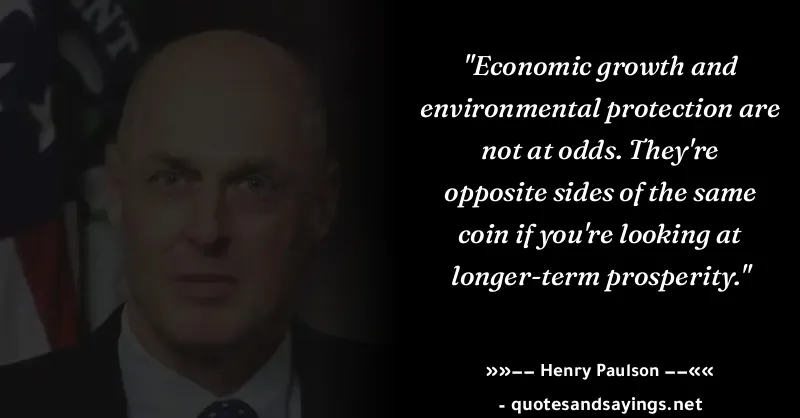 NT
"Economic growth and
environmental protection are
not at odds. They're
opposite sides of the same
coin if you're looking at
longer-term prosperity."
»»−− Henry Paulson −−««
- quotesandsayings.net